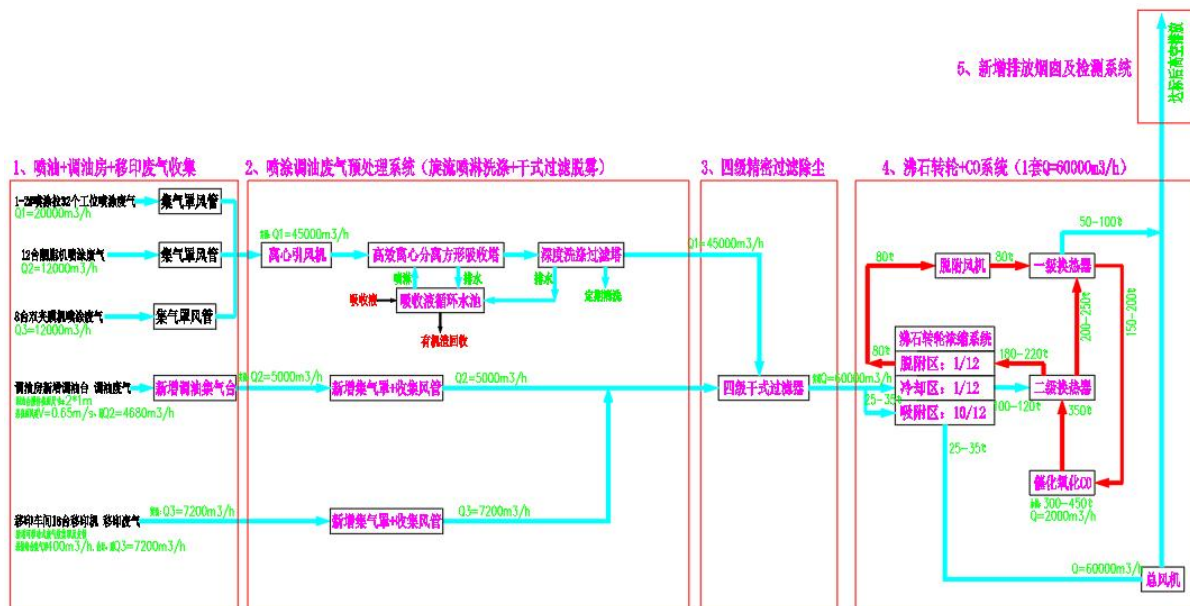 5、新增排放烟囱及检测系统
达标后高空排放
1、喷油+调油房+移印废气收集
1-2#喷涂拉32个工位喷涂废气
Q1=20000m3/h
集气罩风管
12台胭脂机喷涂废气
Q2=12000m3/h
集气罩风管
8台双夹模机喷涂废气
Q3=12000m3/h
集气罩风管
调油房新增调油台 调油废气
V=0.65m/s
Q2=4680m3/h
新增调油集气台
移印车间18台移印机 移印废气
400m3/h
Q3=7200m3/h
2、喷涂调油废气预处理系统（旋流喷淋洗涤+干式过滤脱雾）
离心引风机
Q1=45000m3/h
高效离心分离方形吸收塔
深度洗涤过滤塔
喷淋
排水
排水
定期清洗
吸收液
吸收液循环水池
有机渣回收
Q2=5000m3/h
新增集气罩+收集风管
Q2=5000m3/h
Q3=7200m3/h
新增集气罩+收集风管
Q3=7200m3/h
3、四级精密过滤除尘
Q1=45000m3/h
四级干式过滤器
Q=60000m3/h
4、沸石转轮+CO系统（1套Q=60000m3/h）
50-100℃
80℃
脱附风机
80℃
一级换热器
150-200℃
200-250℃
沸石转轮浓缩系统
80℃
脱附区：1/12
180-220℃
冷却区：1/12
100-120℃
二级换热器
25-35℃
吸附区：10/12
350℃
25-35℃
催化氧化CO
300-450℃
Q=2000m3/h
Q=60000m3/h
总风机